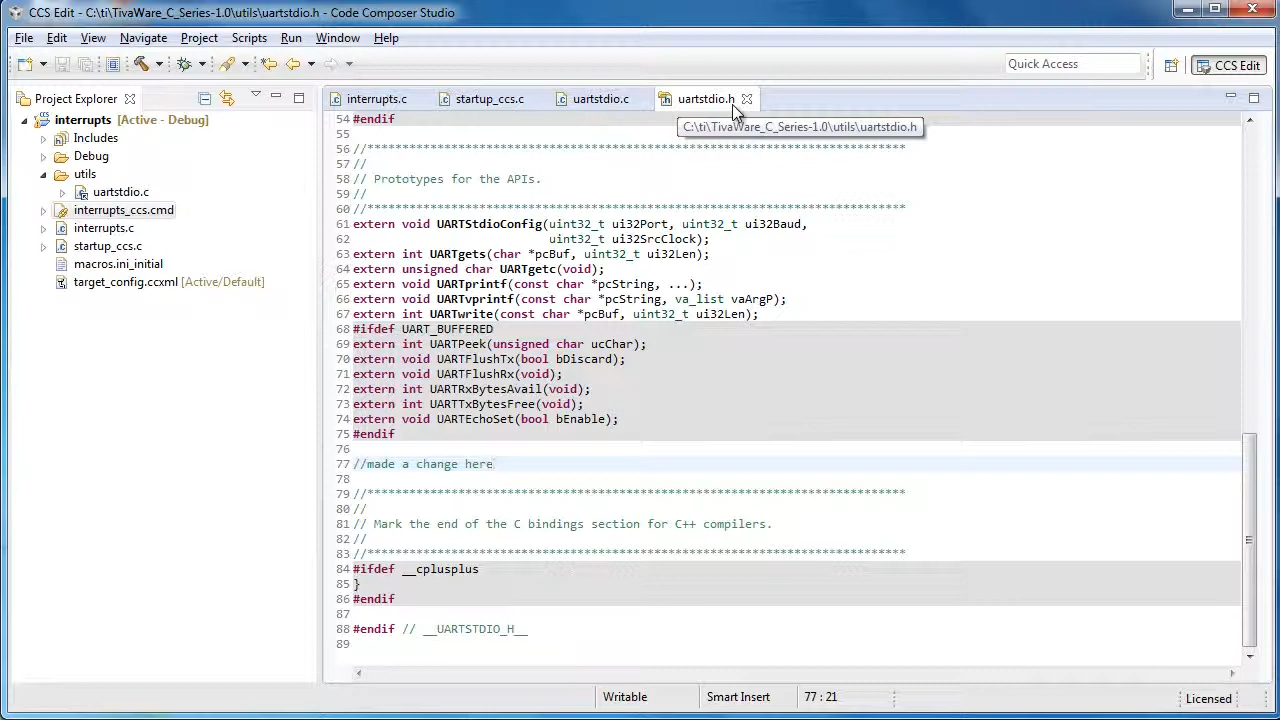 CCS Edit - C:\ti\TivaWare_C_Series-1.0\utils\uartstdio.h - Code Composer Studio
File Edit View Navigate Project Scripts Run Window Help
Quick Access
CCS Edit
Project Explorer
interrupts.c startup_ccs.c uartstdio.c uartstdio.h
C:\ti\TivaWare_C_Series-1.0\utils\uartstdio.h
interrupts [Active - Debug]
Includes
Debug
utils
uartstdio.c
interrupts_ccs.cmd
interrupts.c
startup_ccs.c
macros.ini_initial
target_config.ccxml [Active/Default]
54 #endif
55
56 //*****************************************************************************
57 //
58 // Prototypes for the APIs.
59 //
60 //*****************************************************************************
61 extern void UARTStdioConfig(uint32_t ui32Port, uint32_t ui32Baud,
62 uint32_t ui32SrcClock);
63 extern int UARTgets(char *pcBuf, uint32_t ui32Len);
64 extern unsigned char UARTgetc(void);
65 extern void UARTprintf(const char *pcString, ...);
66 extern void UARTvprintf(const char *pcString, va_list vaArgP);
67 extern int UARTwrite(const char *pcBuf, uint32_t ui32Len);
68 #ifdef UART_BUFFERED
69 extern int UARTPeek(unsigned char ucChar);
70 extern void UARTFlushTx(bool bDiscard);
71 extern void UARTFlushRx(void);
72 extern int UARTRxBytesAvail(void);
73 extern int UARTTxBytesFree(void);
74 extern void UARTEchoSet(bool bEnable);
75 #endif
76
77 //made a change here
78
79 //*****************************************************************************
80 //
81 // Mark the end of the C bindings section for C++ compilers.
82 //
83 //*****************************************************************************
84 #ifdef __cplusplus
85 }
86 #endif
87
88 #endif // __UARTSTDIO_H__
89
Writable Smart Insert 77 : 21 Licensed